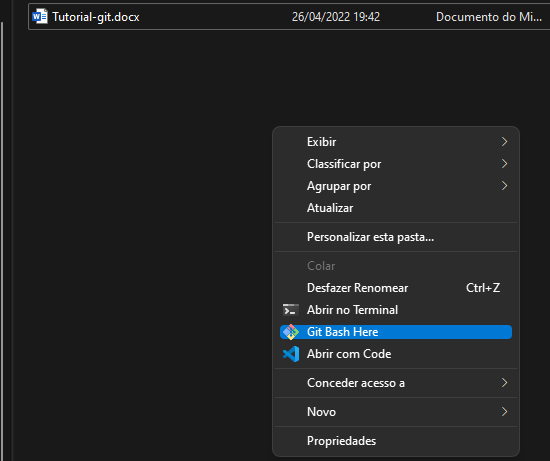 Tutorial-git.docx 26/04/2022 19:42 Documento do Mi...
Exibir
Classificar por
Agrupar por
Atualizar
Personalizar esta pasta...
Colar
Desfazer Renomear Ctrl+Z
Abrir no Terminal
Git Bash Here
Abrir com Code
Conceder acesso a
Novo
Propriedades